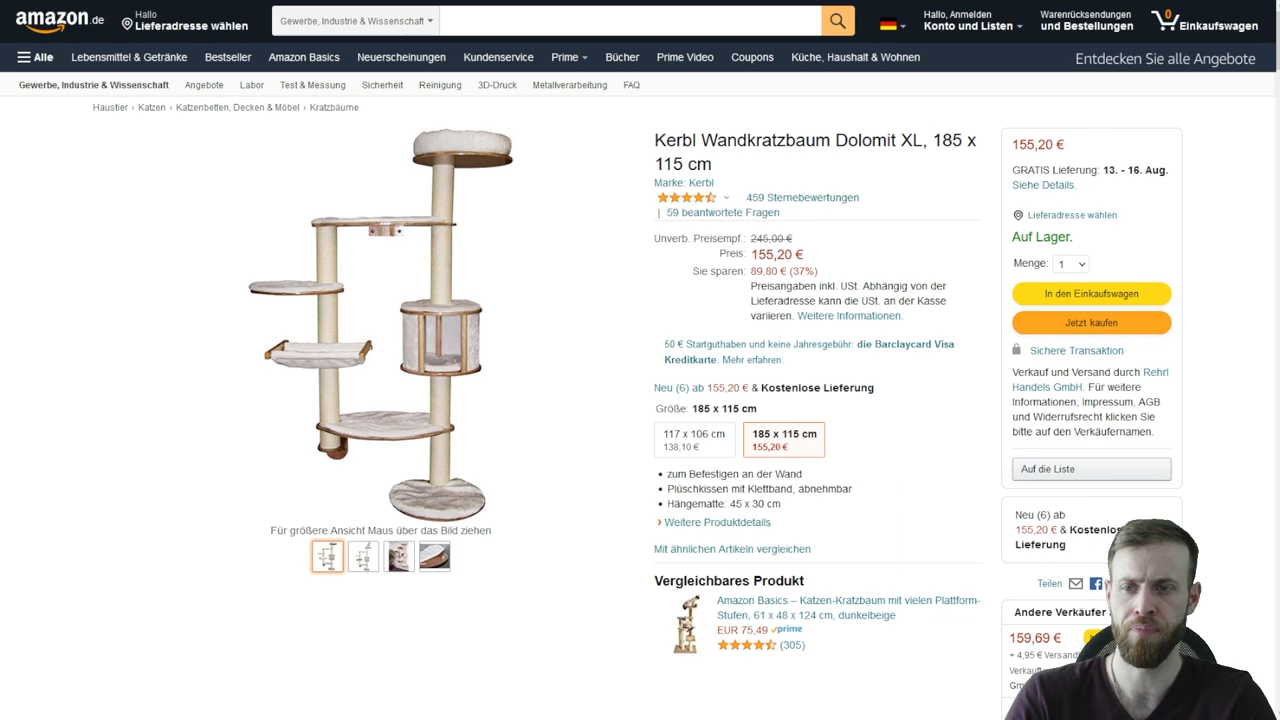 amazon.de
Hallo
Lieferadresse wählen
Gewerbe, Industrie & Wissenschaft
Hallo, Anmelden
Konto und Listen
Warenrücksendungen
und Bestellungen
0
Einkaufswagen
Alle
Lebensmittel & Getränke
Bestseller
Amazon Basics
Neuerscheinungen
Kundenservice
Prime
Bücher
Prime Video
Coupons
Küche, Haushalt & Wohnen
Entdecken Sie alle Angebote
Gewerbe, Industrie & Wissenschaft
Angebote
Labor
Test & Messung
Sicherheit
Reinigung
3D-Druck
Metallverarbeitung
FAQ
Haustier › Katzen › Katzenbetten, Decken & Möbel › Kratzbäume
Für größere Ansicht Maus über das Bild ziehen
Kerbl Wandkratzbaum Dolomit XL, 185 x
115 cm
Marke: Kerbl
459 Sternebewertungen
| 59 beantwortete Fragen
Unverb. Preisempf.: 245,00 €
Preis: 155,20 €
Sie sparen: 89,80 € (37%)
Preisangaben inkl. USt. Abhängig von der
Lieferadresse kann die USt. an der Kasse
variieren. Weitere Informationen.
50 € Startguthaben und keine Jahresgebühr: die Barclaycard Visa
Kreditkarte. Mehr erfahren.
Neu (6) ab 155,20 € & Kostenlose Lieferung
Größe: 185 x 115 cm
117 x 106 cm
138,10 €
185 x 115 cm
155,20 €
• zum Befestigen an der Wand
• Plüschkissen mit Klettband, abnehmbar
• Hängematte: 45 x 30 cm
› Weitere Produktdetails
Mit ähnlichen Artikeln vergleichen
Vergleichbares Produkt
Amazon Basics – Katzen-Kratzbaum mit vielen Plattform-
Stufen, 61 x 48 x 124 cm, dunkelbeige
EUR 75,49 prime
(305)
155,20 €
GRATIS Lieferung: 13. - 16. Aug.
Siehe Details.
Lieferadresse wählen
Auf Lager.
Menge: 1
In den Einkaufswagen
Jetzt kaufen
Sichere Transaktion
Verkauf und Versand durch Rehrl
Handels GmbH. Für weitere
Informationen, Impressum, AGB
und Widerrufsrecht klicken Sie
bitte auf den Verkäufernamen.
Auf die Liste
Neu (6) ab
155,20 € &
Lieferung
Teilen
Andere Verkäufer
159,69 €
+ 4,95 €